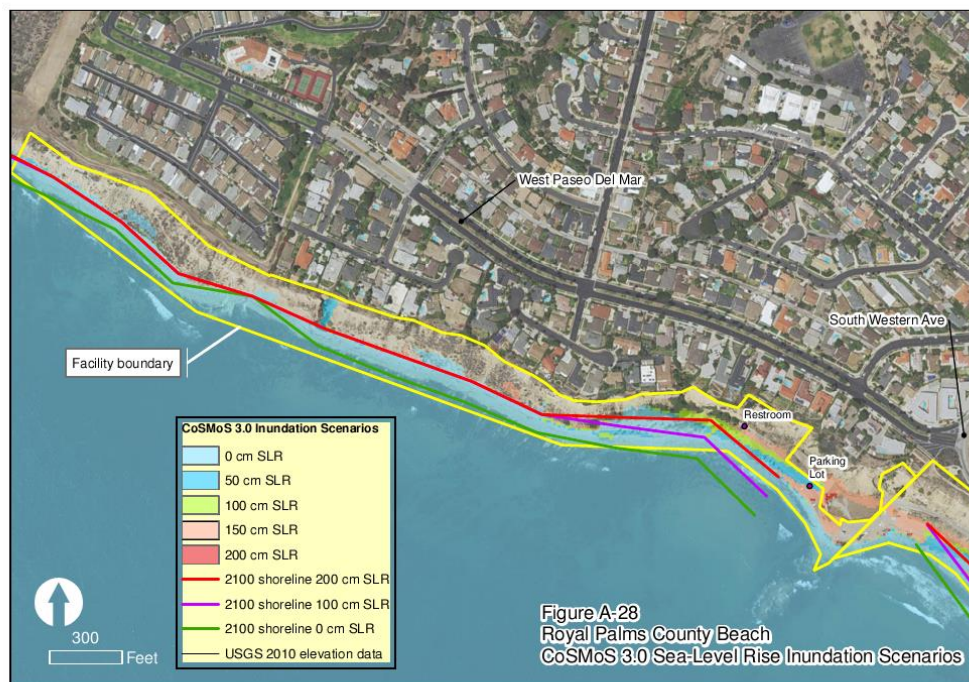 West Paseo Del Mar
South Western Ave
Facility boundary
Restroom
Parking
Lot
CoSMoS 3.0 Inundation Scenarios
0 cm SLR
50 cm SLR
100 cm SLR
150 cm SLR
200 cm SLR
2100 shoreline 200 cm SLR
2100 shoreline 100 cm SLR
2100 shoreline 0 cm SLR
USGS 2010 elevation data
300
Feet
Figure A-28
Royal Palms County Beach
CoSMoS 3.0 Sea-Level Rise Inundation Scenarios